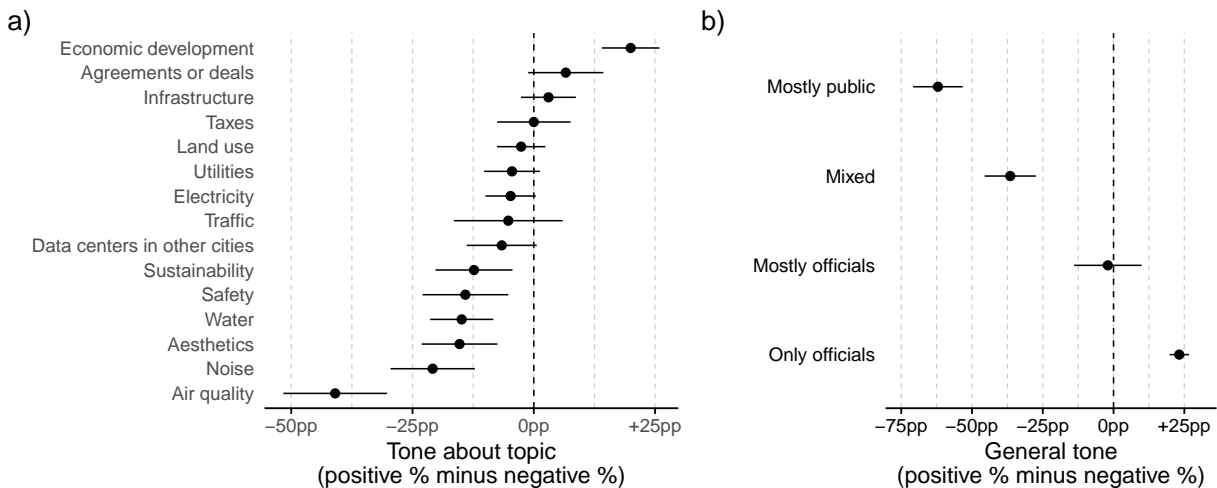 a)
Economic development
Agreements or deals
Infrastructure
Taxes
Land use
Utilities
Electricity
Traffic
Data centers in other cities
Sustainability
Safety
Water
Aesthetics
Noise
Air quality
−50pp −25pp 0pp +25pp
Tone about topic
(positive % minus negative %)
b)
Mostly public
Mixed
Mostly officials
Only officials
−75pp −50pp −25pp 0pp +25pp
General tone
(positive % minus negative %)